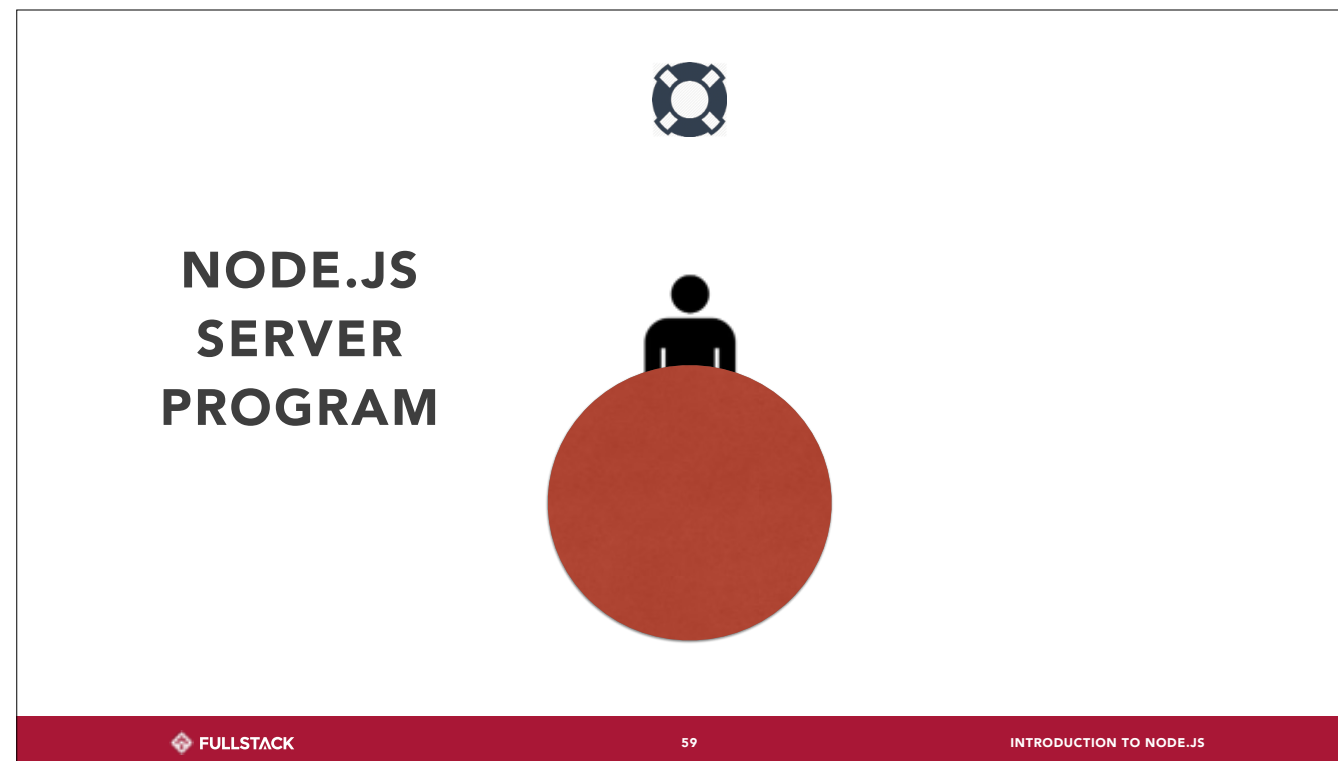 NODE.JS
SERVER
PROGRAM
FULLSTACK
59
INTRODUCTION TO NODE.JS